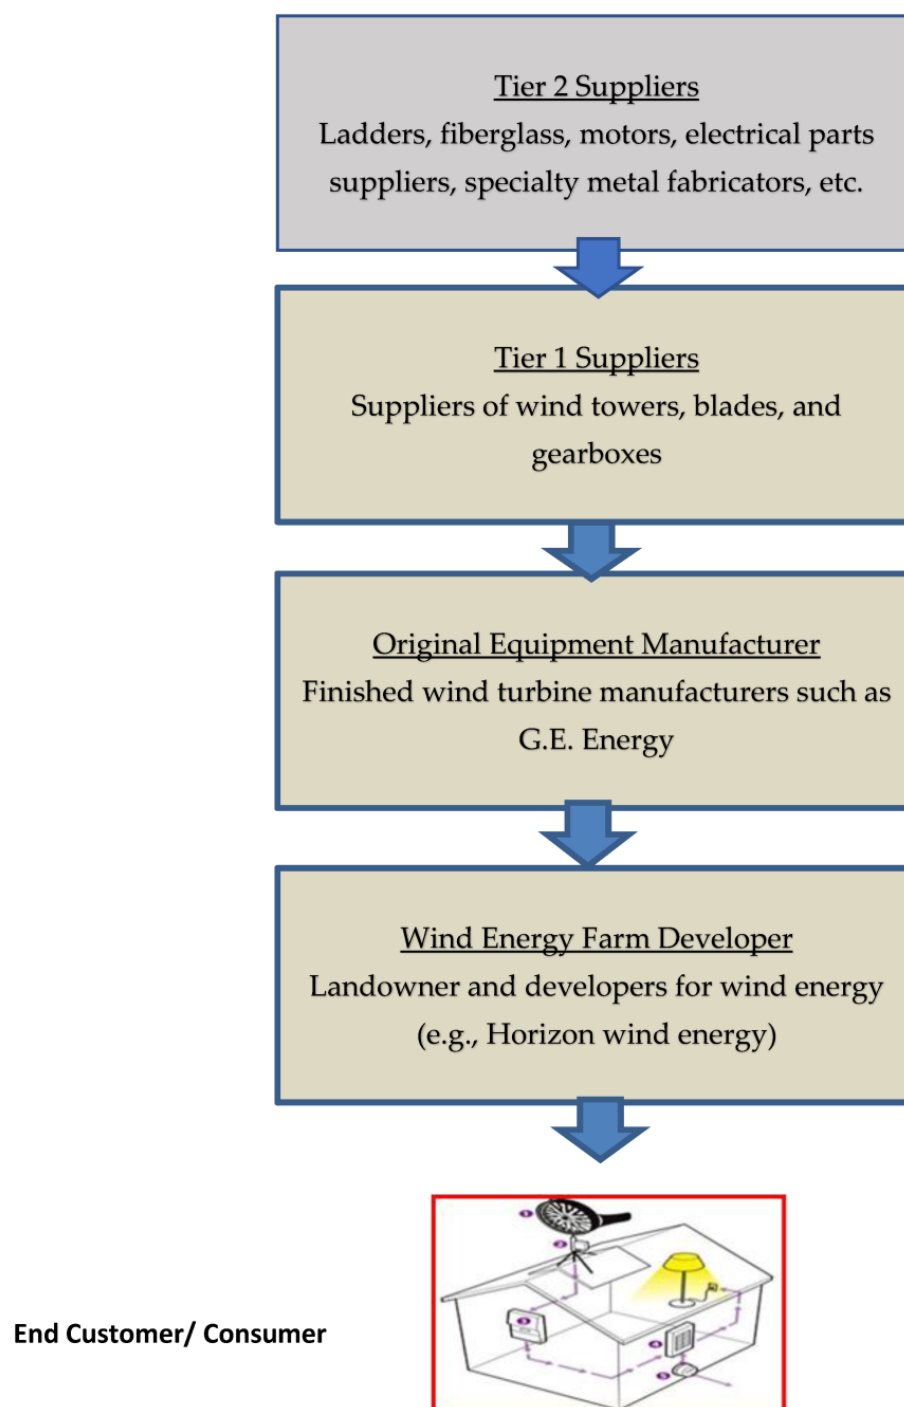 Tier 2 Suppliers
Ladders, fiberglass, motors, electrical parts
suppliers, specialty metal fabricators, etc.
Tier 1 Suppliers
Suppliers of wind towers, blades, and
gearboxes
Original Equipment Manufacturer
Finished wind turbine manufacturers such as
G.E. Energy
Wind Energy Farm Developer
Landowner and developers for wind energy
(e.g., Horizon wind energy)
End Customer/ Consumer